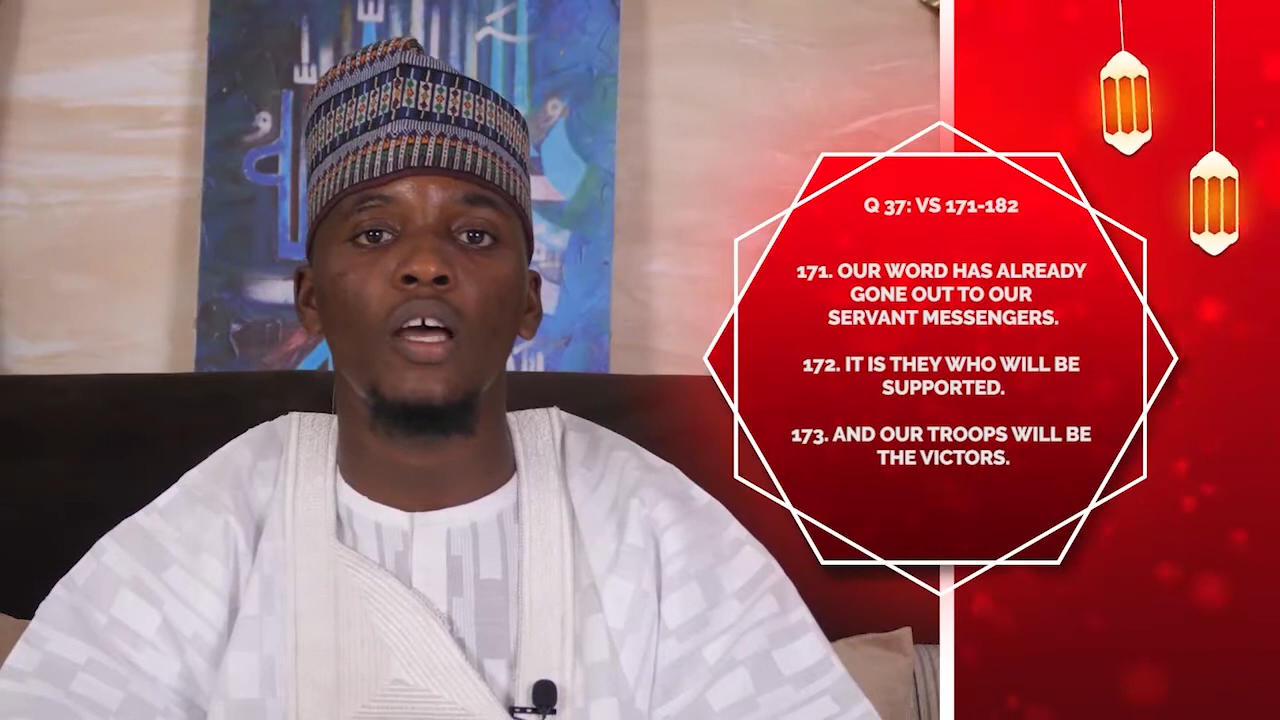 Q 37: VS 171-182
171. OUR WORD HAS ALREADY
GONE OUT TO OUR
SERVANT MESSENGERS.
172. IT IS THEY WHO WILL BE
SUPPORTED.
173. AND OUR TROOPS WILL BE
THE VICTORS.